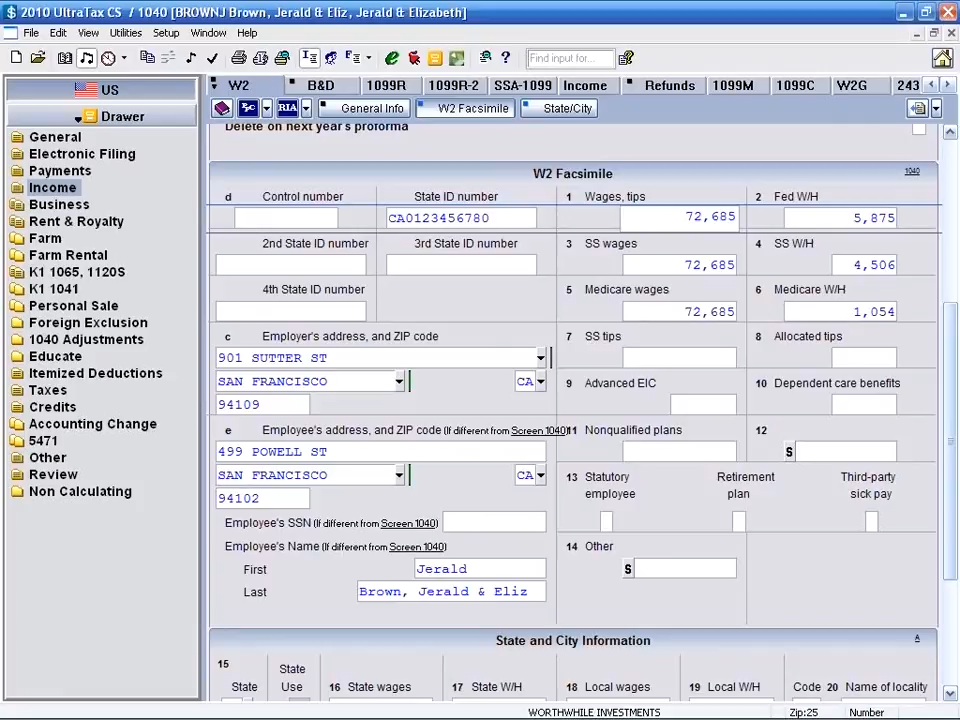 2010 UltraTax CS / 1040 [BROWNJ Brown, Jerald & Eliz, Jerald & Elizabeth]
File Edit View Utilities Setup Window Help
Find input for...
US
Drawer
General
Electronic Filing
Payments
Income
Business
Rent & Royalty
Farm
Farm Rental
K1 1065, 1120S
K1 1041
Personal Sale
Foreign Exclusion
1040 Adjustments
Educate
Itemized Deductions
Taxes
Credits
Accounting Change
5471
Other
Review
Non Calculating
W2 B&D 1099R 1099R-2 SSA-1099 Income Refunds 1099M 1099C W2G 243
RIA General Info W2 Facsimile State/City
Delete on next year's proforma
W2 Facsimile 1040
d Control number State ID number 1 Wages, tips 2 Fed W/H
CA0123456780 72,685 5,875
2nd State ID number 3rd State ID number 3 SS wages 4 SS W/H
72,685 4,506
4th State ID number 5 Medicare wages 6 Medicare W/H
72,685 1,054
c Employer's address, and ZIP code 7 SS tips 8 Allocated tips
901 SUTTER ST
SAN FRANCISCO CA 9 Advanced EIC 10 Dependent care benefits
94109
e Employee's address, and ZIP code (If different from Screen 1040) 11 Nonqualified plans 12
499 POWELL ST S
SAN FRANCISCO CA 13 Statutory employee Retirement plan Third-party sick pay
94102
Employee's SSN (If different from Screen 1040)
Employee's Name (If different from Screen 1040) 14 Other
First Jerald S
Last Brown, Jerald & Eliz
State and City Information A
15 State State Use 16 State wages 17 State W/H 18 Local wages 19 Local W/H Code 20 Name of locality
WORTHWHILE INVESTMENTS Zip:25 Number